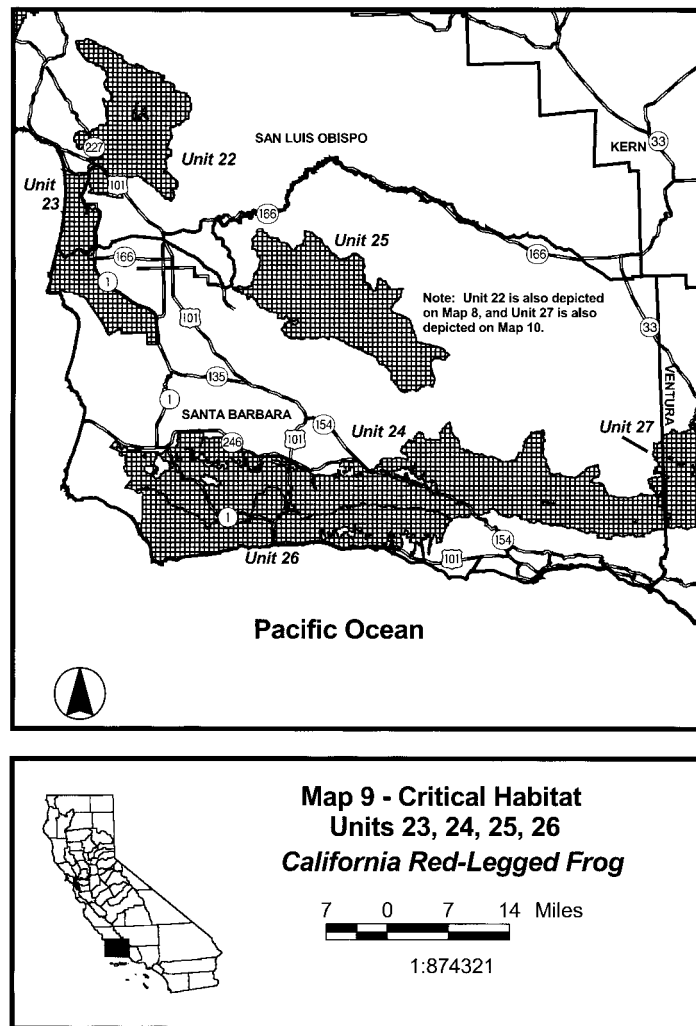 227
Unit 22
SAN LUIS OBISPO
KERN
33
Unit
23
101
166
Unit 25
166
166
1
Note: Unit 22 is also depicted
on Map 8, and Unit 27 is also
depicted on Map 10.
101
33
135
VENTURA
1
SANTA BARBARA
154
Unit 24
Unit 27
246
101
1
154
101
Unit 26
Pacific Ocean
Map 9 - Critical Habitat
Units 23, 24, 25, 26
California Red-Legged Frog
7 0 7 14 Miles
1:874321